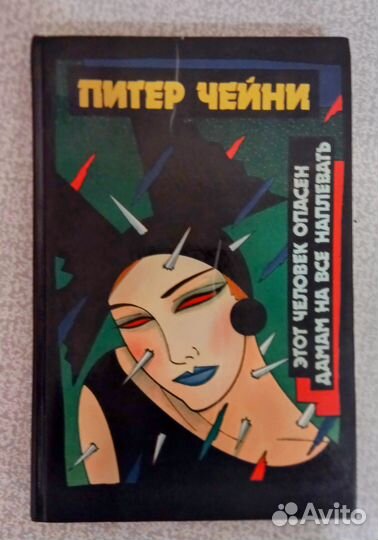 ПИТЕР ЧЕЙНИ
ЭТОТ ЧЕЛОВЕК ОПАСЕН
ДАМАМ НА ВСЕ НАПЛЕВАТЬ
Avito